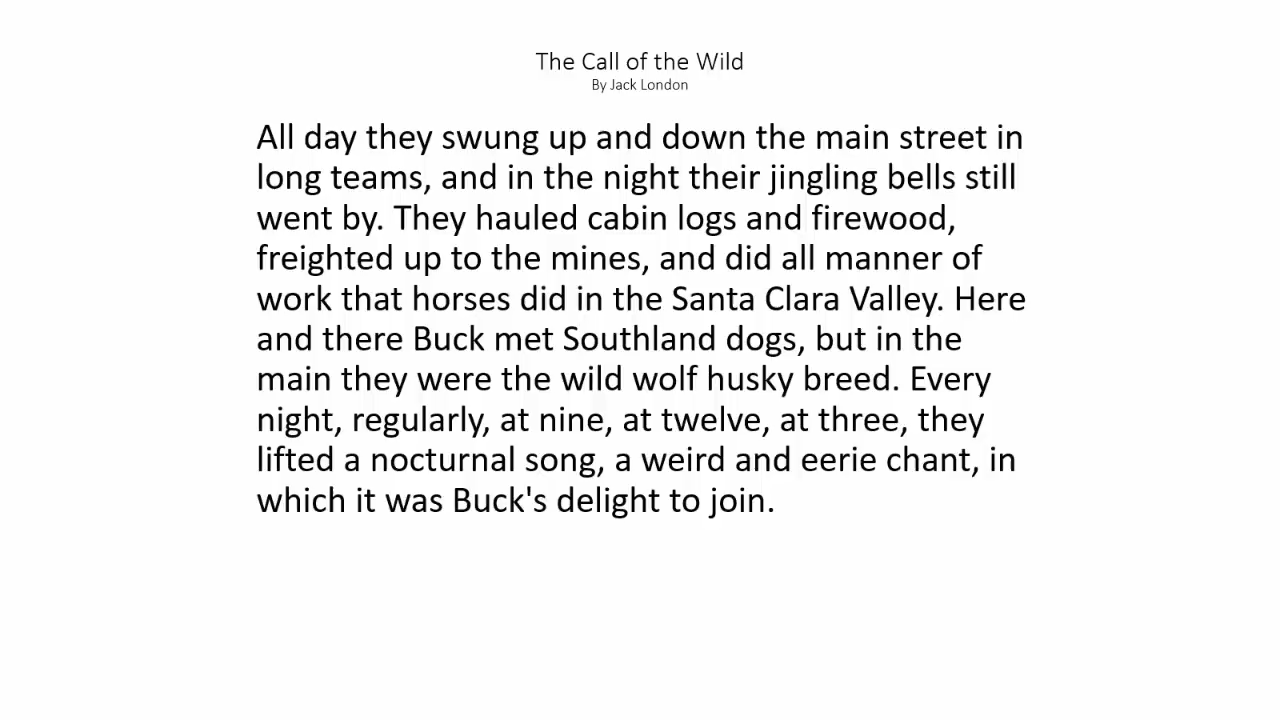 The Call of the Wild
By Jack London
All day they swung up and down the main street in
long teams, and in the night their jingling bells still
went by. They hauled cabin logs and firewood,
freighted up to the mines, and did all manner of
work that horses did in the Santa Clara Valley. Here
and there Buck met Southland dogs, but in the
main they were the wild wolf husky breed. Every
night, regularly, at nine, at twelve, at three, they
lifted a nocturnal song, a weird and eerie chant, in
which it was Buck's delight to join.